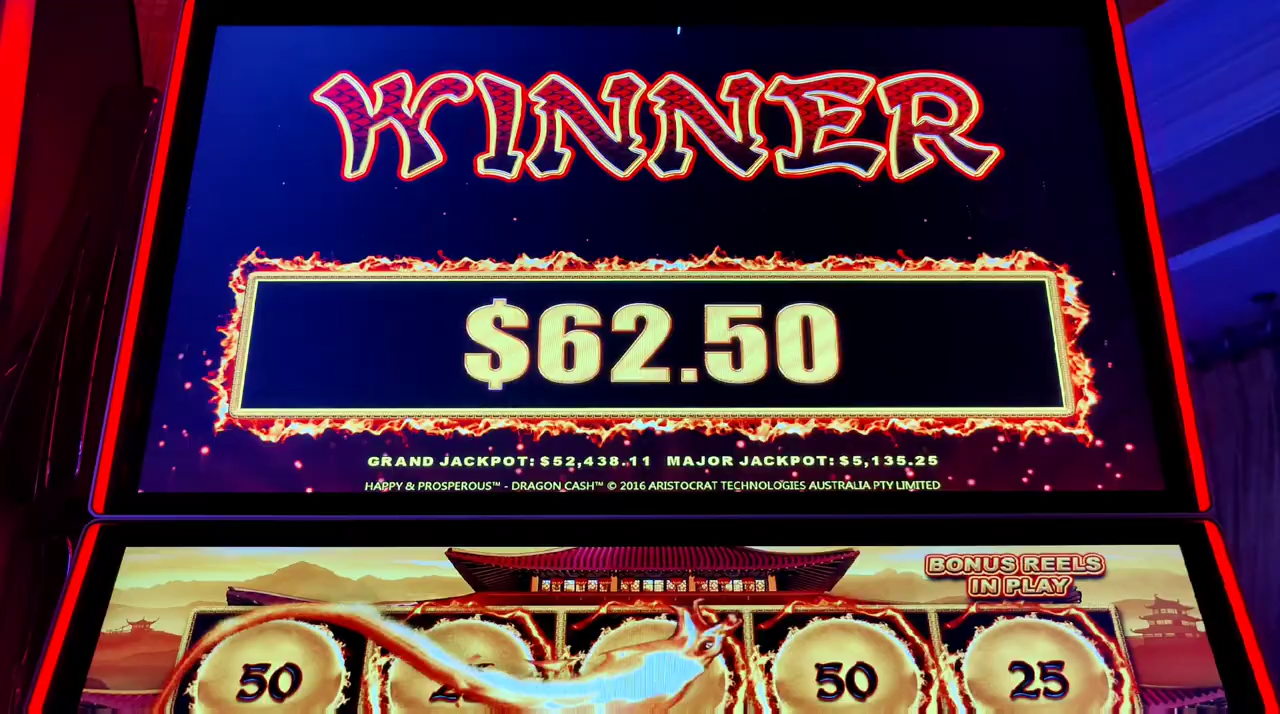 WINNER
$62.50
GRAND JACKPOT: $52,438.11 MAJOR JACKPOT: $5,135.25
HAPPY & PROSPEROUS™ - DRAGON CASH™ © 2016 ARISTOCRAT TECHNOLOGIES AUSTRALIA PTY LIMITED
BONUS REELS
IN PLAY
50 50 25